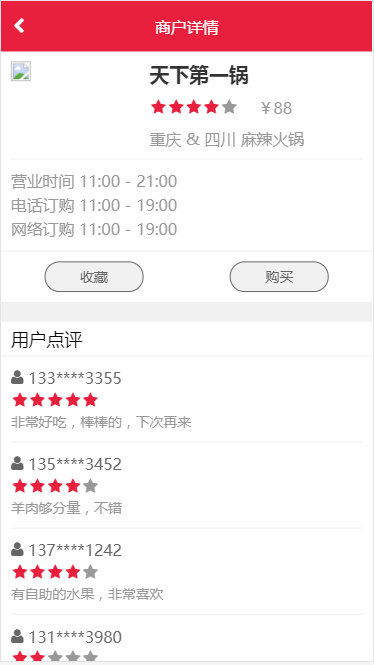 商户详情
天下第一锅
￥88
重庆 & 四川 麻辣火锅
营业时间 11:00 - 21:00
电话订购 11:00 - 19:00
网络订购 11:00 - 19:00
收藏
购买
用户点评
133****3355
非常好吃，棒棒的，下次再来
135****3452
羊肉够分量，不错
137****1242
有自助的水果，非常喜欢
131****3980